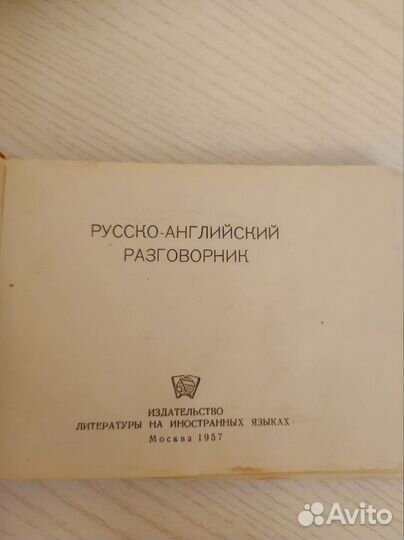 РУССКО-АНГЛИЙСКИЙ
РАЗГОВОРНИК
ИЗДАТЕЛЬСТВО
ЛИТЕРАТУРЫ НА ИНОСТРАННЫХ ЯЗЫКАХ
Москва 1957
Avito